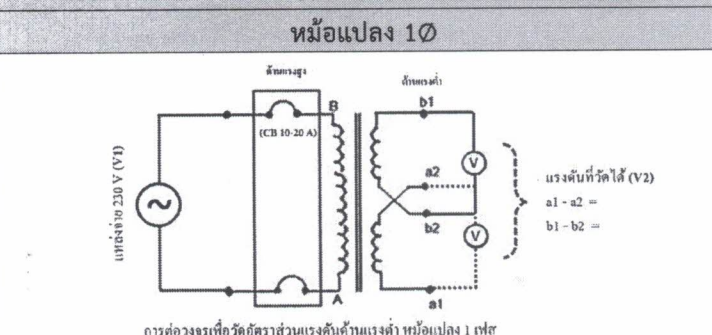 หม้อแปลง 1Ø
ด้านแรงสูง
ด้านแรงต่ำ
B
b1
(CB 10-20 A)
แหล่งจ่าย 230 V (V1)
V
a2
แรงดันที่วัดได้ (V2)
a1 - a2 =
b2
b1 - b2 =
V
A
a1
การต่อวงจรเพื่อวัดอัตราส่วนแรงดันด้านแรงต่ำ หม้อแปลง 1 เฟส